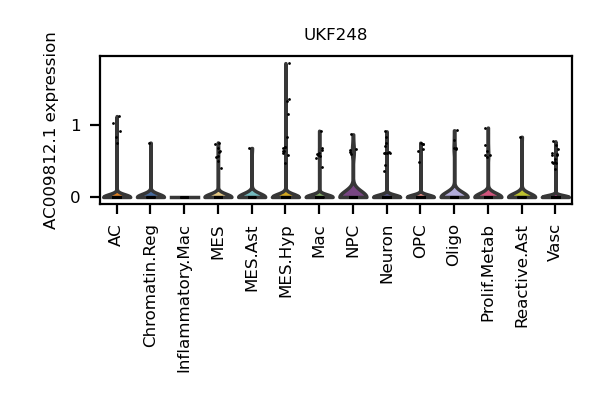 UKF248
AC009812.1 expression
1
0
AC
Chromatin.Reg
Inflammatory.Mac
MES
MES.Ast
MES.Hyp
Mac
NPC
Neuron
OPC
Oligo
Prolif.Metab
Reactive.Ast
Vasc